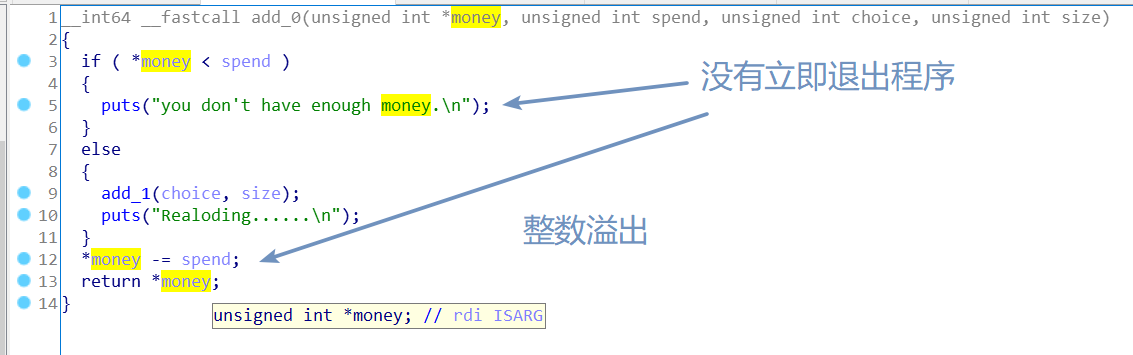 1 __int64 __fastcall add_0(unsigned int *money, unsigned int spend, unsigned int choice, unsigned int size)
2 {
3 if ( *money < spend )
4 {
没有立即退出程序
5 puts("you don't have enough money.\n");
6 }
7 else
8 {
9 add_1(choice, size);
10 puts("Realoding......\n");
11 }
整数溢出
12 *money -= spend;
13 return *money;
14 }
unsigned int *money; // rdi ISARG